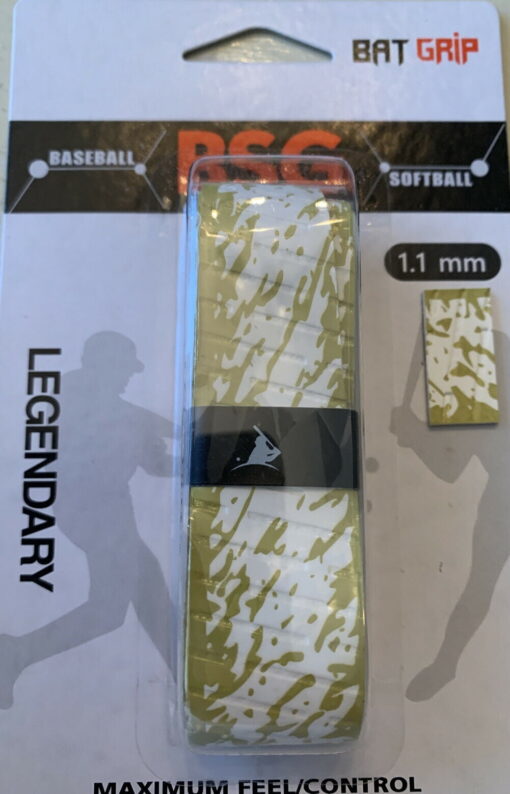 BAT GRIP
BASEBALL
BSG
SOFTBALL
1.1 mm
LEGENDARY
MAXIMUM FEEL/CONTROL